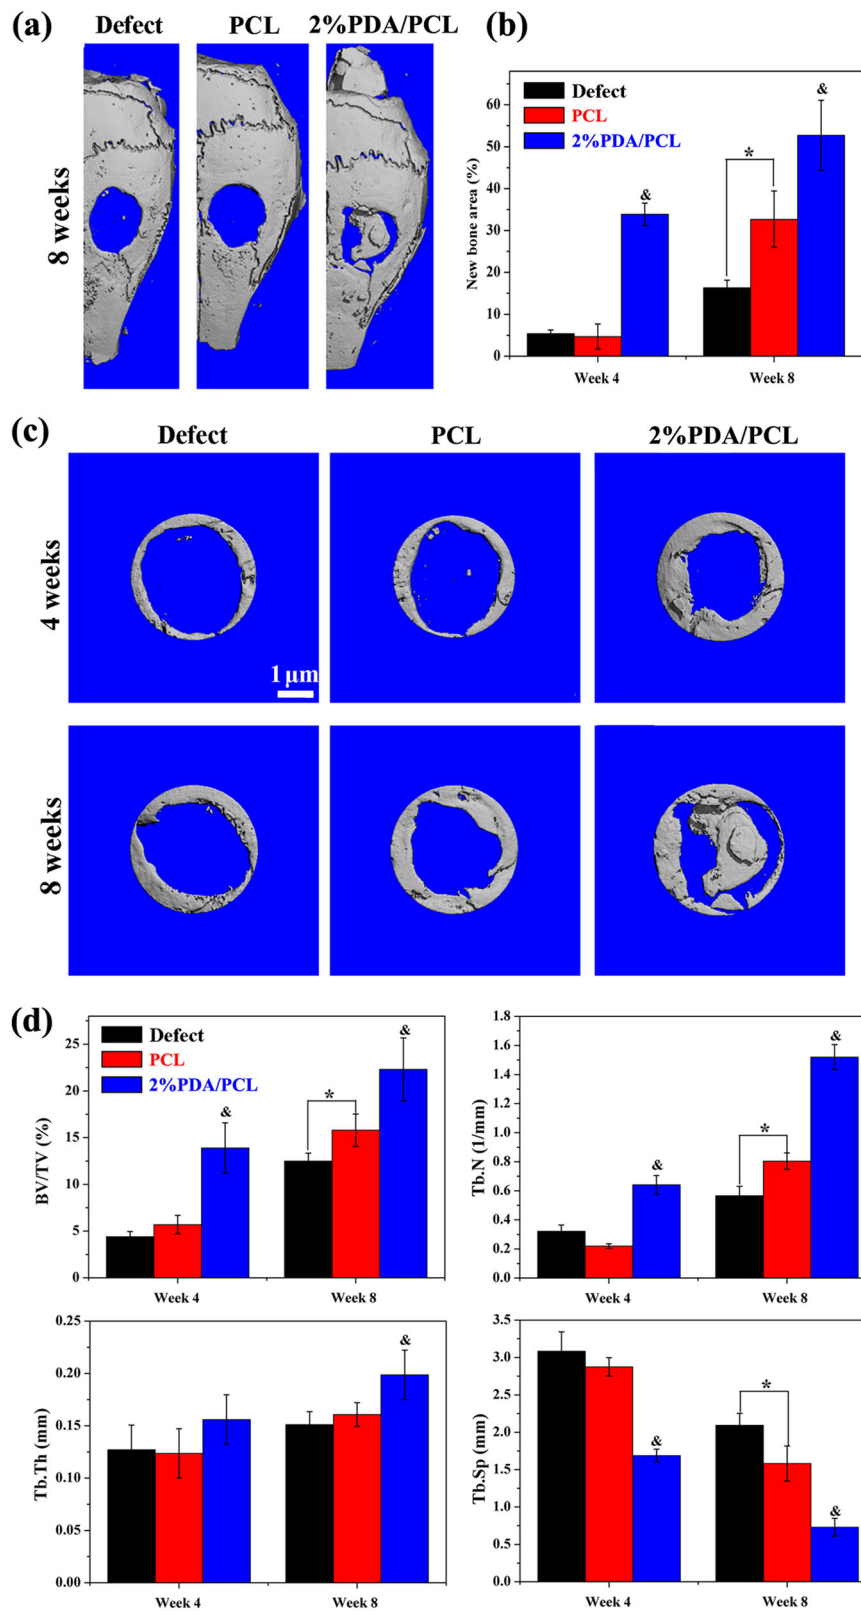 (a)
Defect PCL 2%PDA/PCL
8 weeks
(b)
Defect
PCL
2%PDA/PCL
New bone area (%)
60
50
40
30
20
10
0
&
*
&
Week 4 Week 8
(c)
Defect PCL 2%PDA/PCL
4 weeks
1 μm
8 weeks
(d)
Defect
PCL
2%PDA/PCL
BV/TV (%)
25
20
15
10
5
0
&
*
&
Week 4 Week 8
Tb.N (1/mm)
1.8
1.6
1.4
1.2
1.0
0.8
0.6
0.4
0.2
0.0
&
*
&
Week 4 Week 8
Tb.Th (mm)
0.25
0.20
0.15
0.10
0.05
0.00
&
Week 4 Week 8
Tb.Sp (mm)
3.5
3.0
2.5
2.0
1.5
1.0
0.5
0.0
&
*
&
Week 4 Week 8